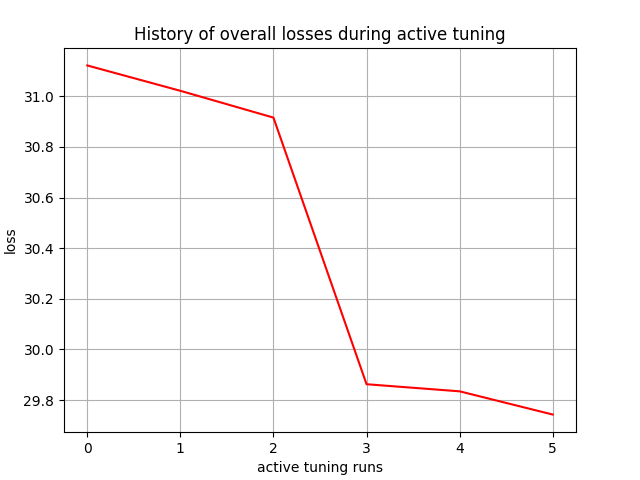 History of overall losses during active tuning
loss
31.0
30.8
30.6
30.4
30.2
30.0
29.8
0 1 2 3 4 5
active tuning runs